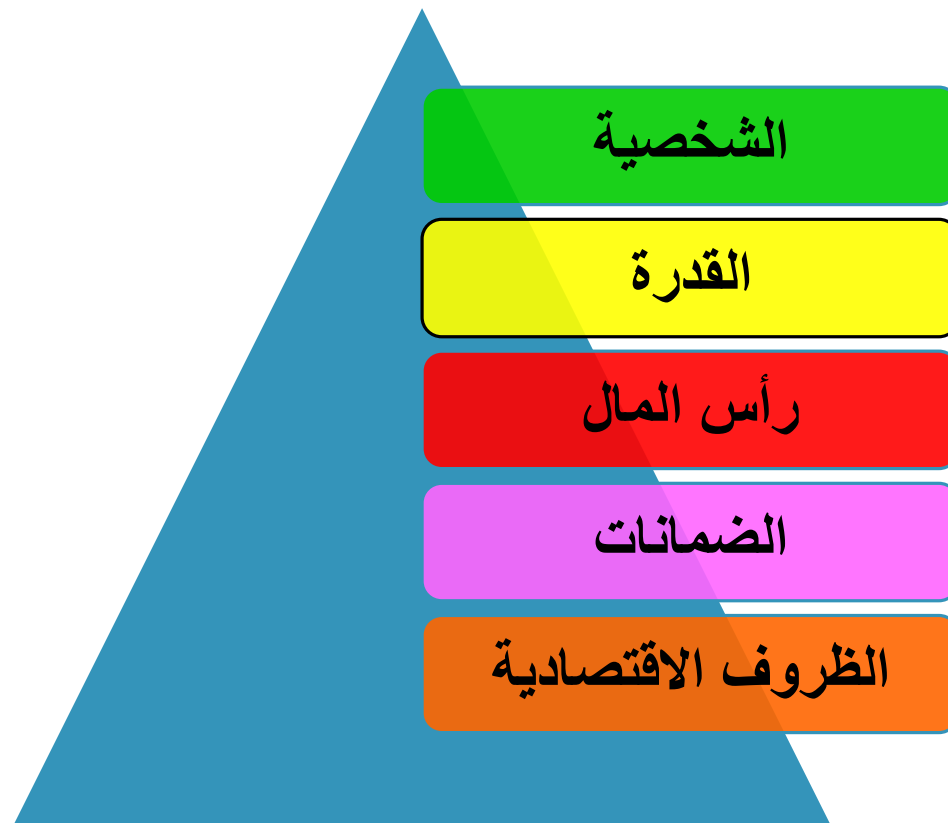 الشخصية
القدرة
رأس المال
الضمانات
الظروف الاقتصادية